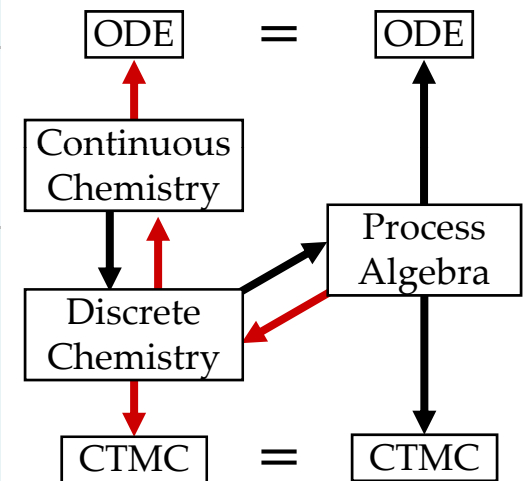 ODE = ODE
Continuous
Chemistry
Process
Algebra
Discrete
Chemistry
CTMC = CTMC